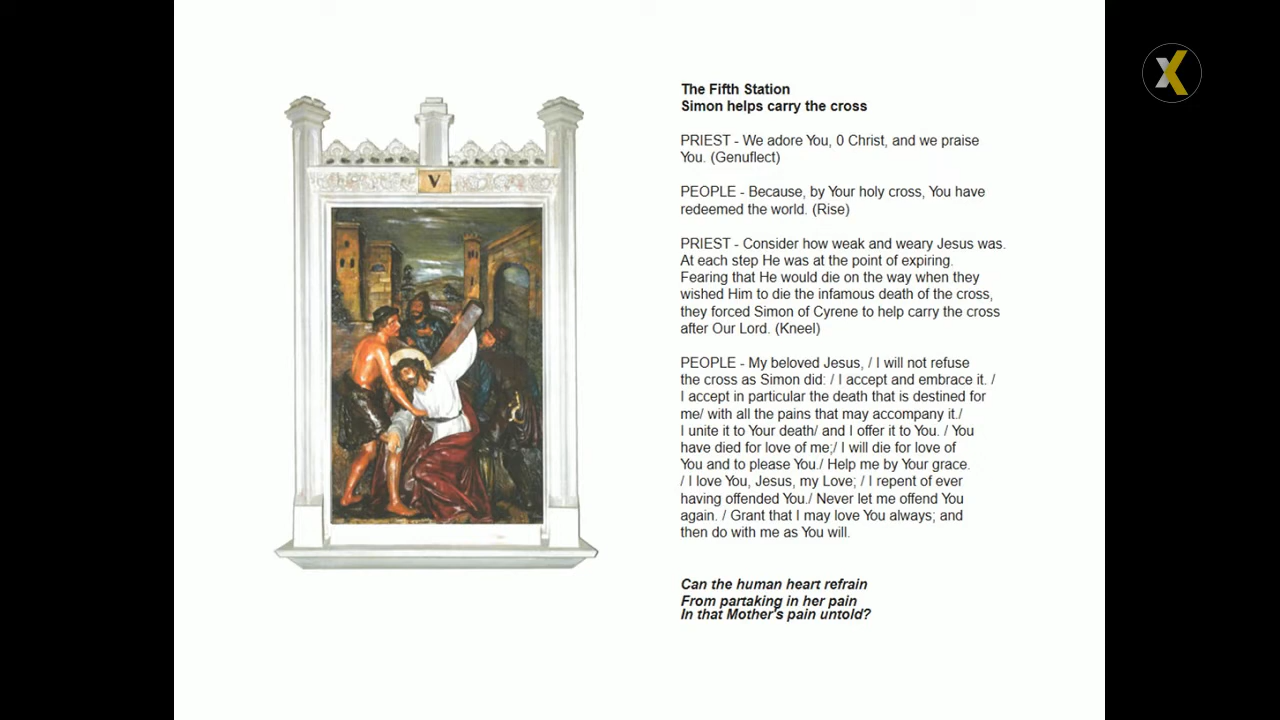 V
The Fifth Station
Simon helps carry the cross
PRIEST - We adore You, 0 Christ, and we praise
You. (Genuflect)
PEOPLE - Because, by Your holy cross, You have
redeemed the world. (Rise)
PRIEST - Consider how weak and weary Jesus was.
At each step He was at the point of expiring.
Fearing that He would die on the way when they
wished Him to die the infamous death of the cross,
they forced Simon of Cyrene to help carry the cross
after Our Lord. (Kneel)
PEOPLE - My beloved Jesus, / I will not refuse
the cross as Simon did: / I accept and embrace it. /
I accept in particular the death that is destined for
me/ with all the pains that may accompany it./
I unite it to Your death/ and I offer it to You. / You
have died for love of me;/ I will die for love of
You and to please You./ Help me by Your grace.
/ I love You, Jesus, my Love; / I repent of ever
having offended You./ Never let me offend You
again. / Grant that I may love You always; and
then do with me as You will.
Can the human heart refrain
From partaking in her pain
In that Mother's pain untold?
X